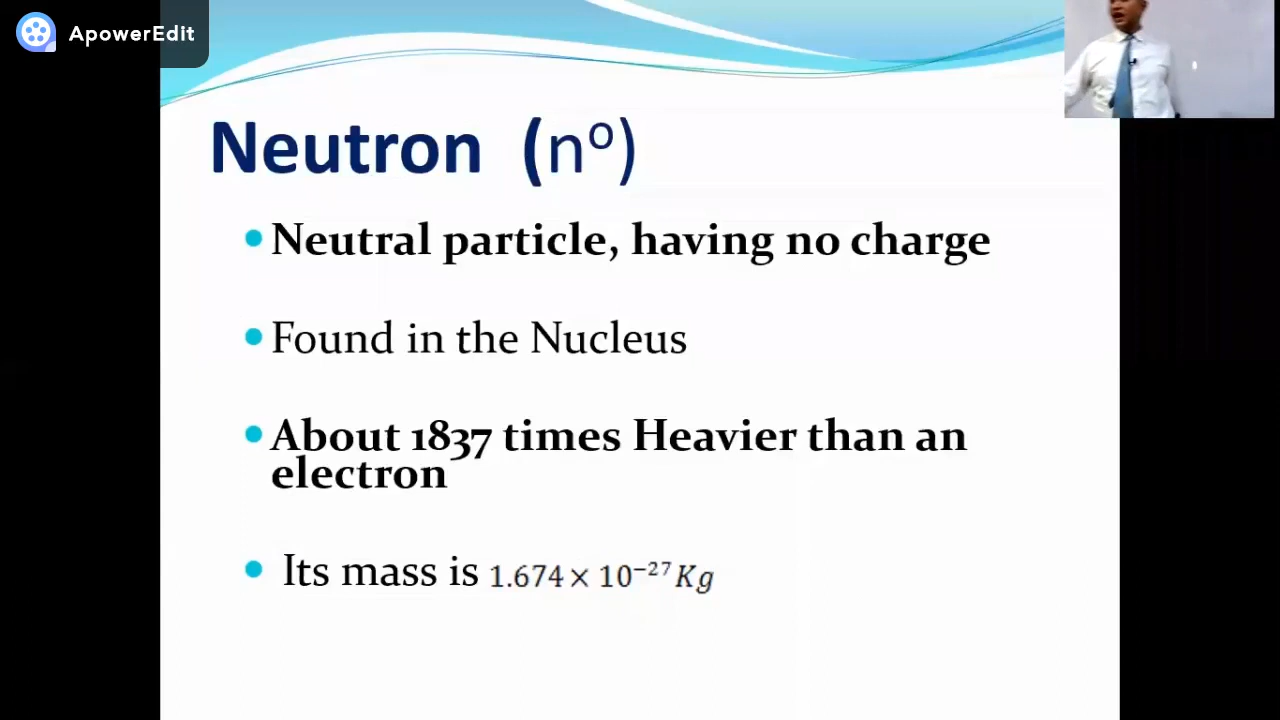 ApowerEdit
Neutron (nº)
• Neutral particle, having no charge
• Found in the Nucleus
• About 1837 times Heavier than an
electron
• Its mass is 1.674 × 10⁻²⁷ Kg